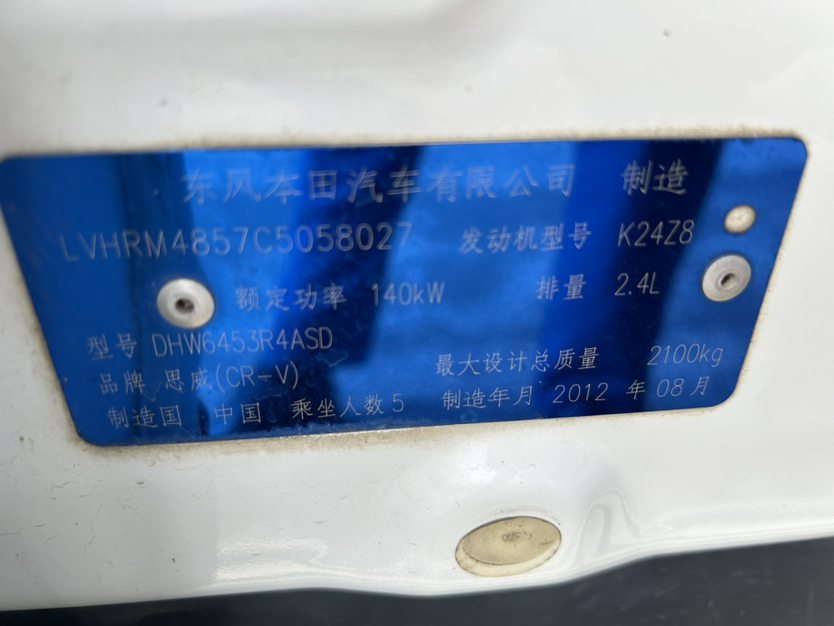 东风本田汽车有限公司 制造
LVHRM4857C5058027 发动机型号 K24Z8
额定功率 140kW 排量 2.4L
型号 DHW6453R4ASD
最大设计总质量 2100kg
品牌 思威(CR-V)
制造国 中国 乘坐人数 5 制造年月 2012 年 08 月